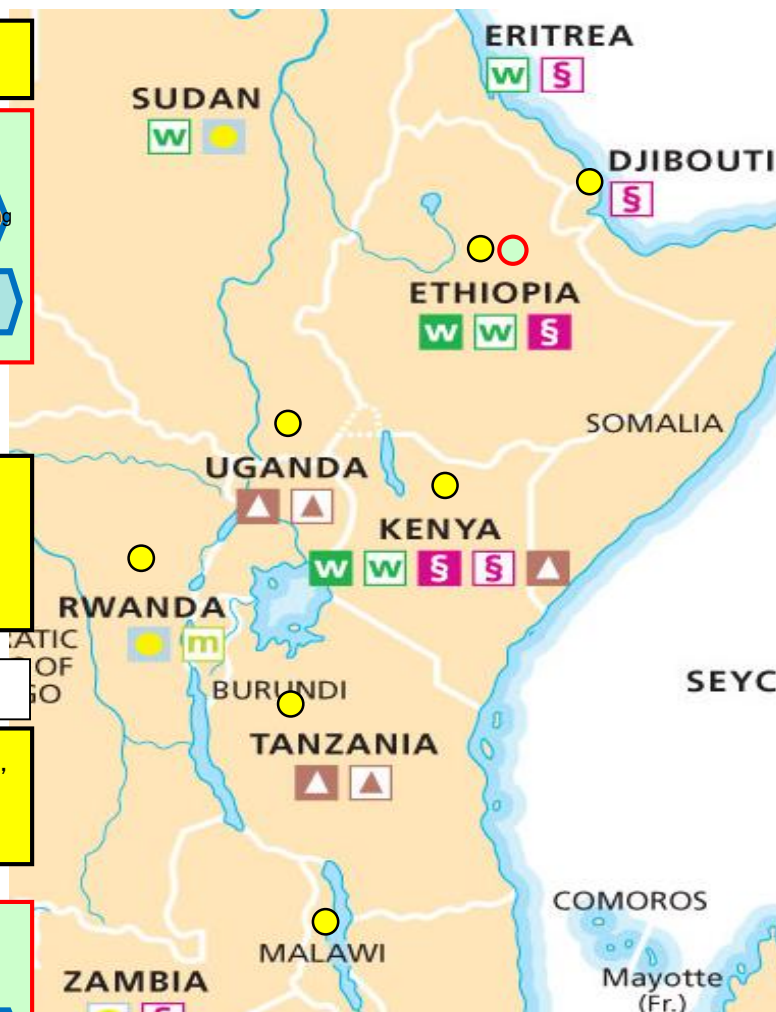 ERITREA
w §
SUDAN
w
DJIBOUTI
§
g
ETHIOPIA
w w §
SOMALIA
UGANDA
KENYA
w w § §
RWANDA
m
ATIC
OF
GO
BURUNDI
SEYC
TANZANIA
,
COMOROS
MALAWI
ZAMBIA
§
Mayotte
(Fr.)